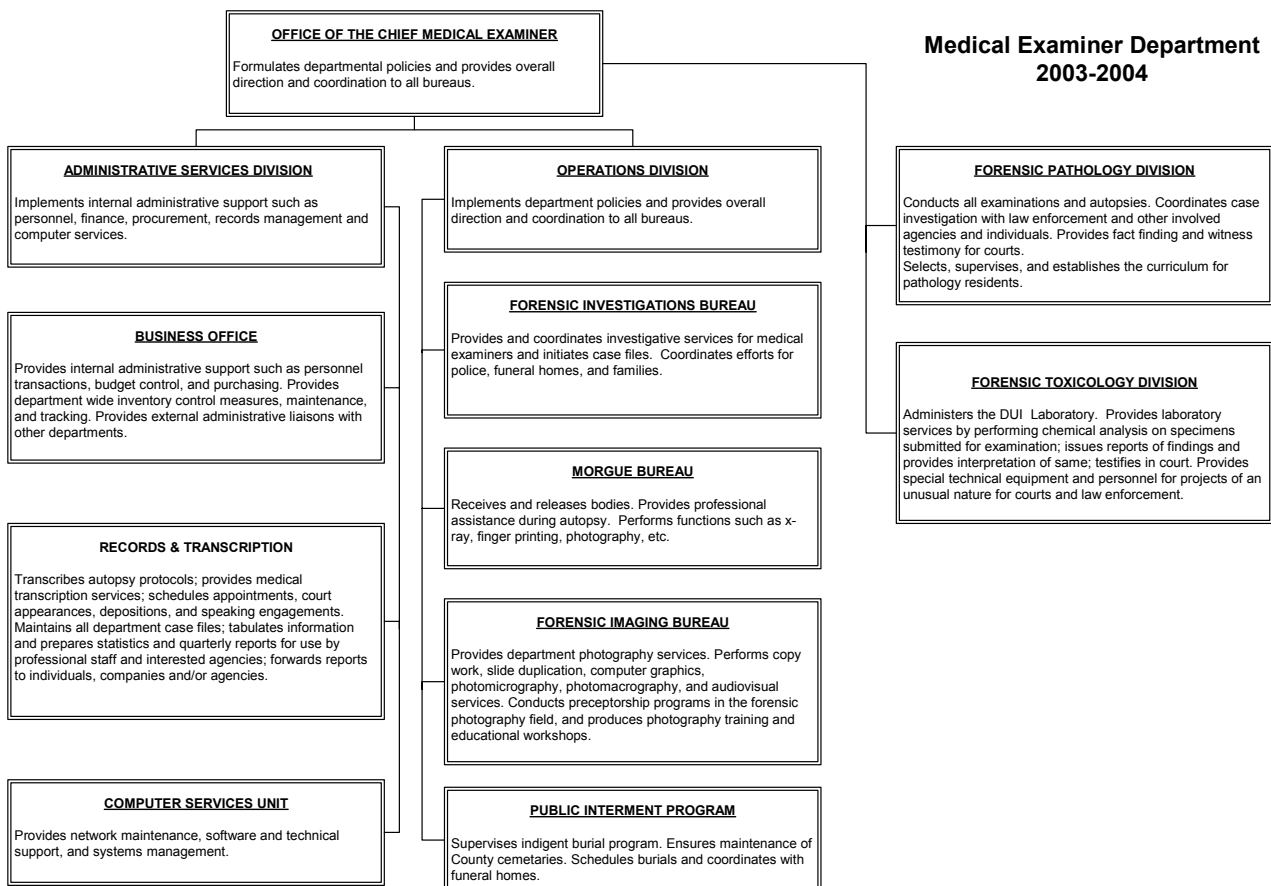 OFFICE OF THE CHIEF MEDICAL EXAMINER
Formulates departmental policies and provides overall
direction and coordination to all bureaus.
Medical Examiner Department
2003-2004
ADMINISTRATIVE SERVICES DIVISION
Implements internal administrative support such as
personnel, finance, procurement, records management and
computer services.
BUSINESS OFFICE
Provides internal administrative support such as personnel
transactions, budget control, and purchasing. Provides
department wide inventory control measures, maintenance,
and tracking. Provides external administrative liaisons with
other departments.
RECORDS & TRANSCRIPTION
Transcribes autopsy protocols; provides medical
transcription services; schedules appointments, court
appearances, depositions, and speaking engagements.
Maintains all department case files; tabulates information
and prepares statistics and quarterly reports for use by
professional staff and interested agencies; forwards reports
to individuals, companies and/or agencies.
COMPUTER SERVICES UNIT
Provides network maintenance, software and technical
support, and systems management.
OPERATIONS DIVISION
Implements department policies and provides overall
direction and coordination to all bureaus.
FORENSIC INVESTIGATIONS BUREAU
Provides and coordinates investigative services for medical
examiners and initiates case files.  Coordinates efforts for
police, funeral homes, and families.
MORGUE BUREAU
Receives and releases bodies. Provides professional
assistance during autopsy.  Performs functions such as x-
ray, finger printing, photography, etc.
FORENSIC IMAGING BUREAU
Provides department photography services. Performs copy
work, slide duplication, computer graphics,
photomicrography, photomacrography, and audiovisual
services. Conducts preceptorship programs in the forensic
photography field, and produces photography training and
educational workshops.
PUBLIC INTERMENT PROGRAM
Supervises indigent burial program. Ensures maintenance of
County cemetaries. Schedules burials and coordinates with
funeral homes.
FORENSIC PATHOLOGY DIVISION
Conducts all examinations and autopsies. Coordinates case
investigation with law enforcement and other involved
agencies and individuals. Provides fact finding and witness
testimony for courts.
Selects, supervises, and establishes the curriculum for
pathology residents.
FORENSIC TOXICOLOGY DIVISION
Administers the DUI  Laboratory.  Provides laboratory
services by performing chemical analysis on specimens
submitted for examination; issues reports of findings and
provides interpretation of same; testifies in court. Provides
special technical equipment and personnel for projects of an
unusual nature for courts and law enforcement.